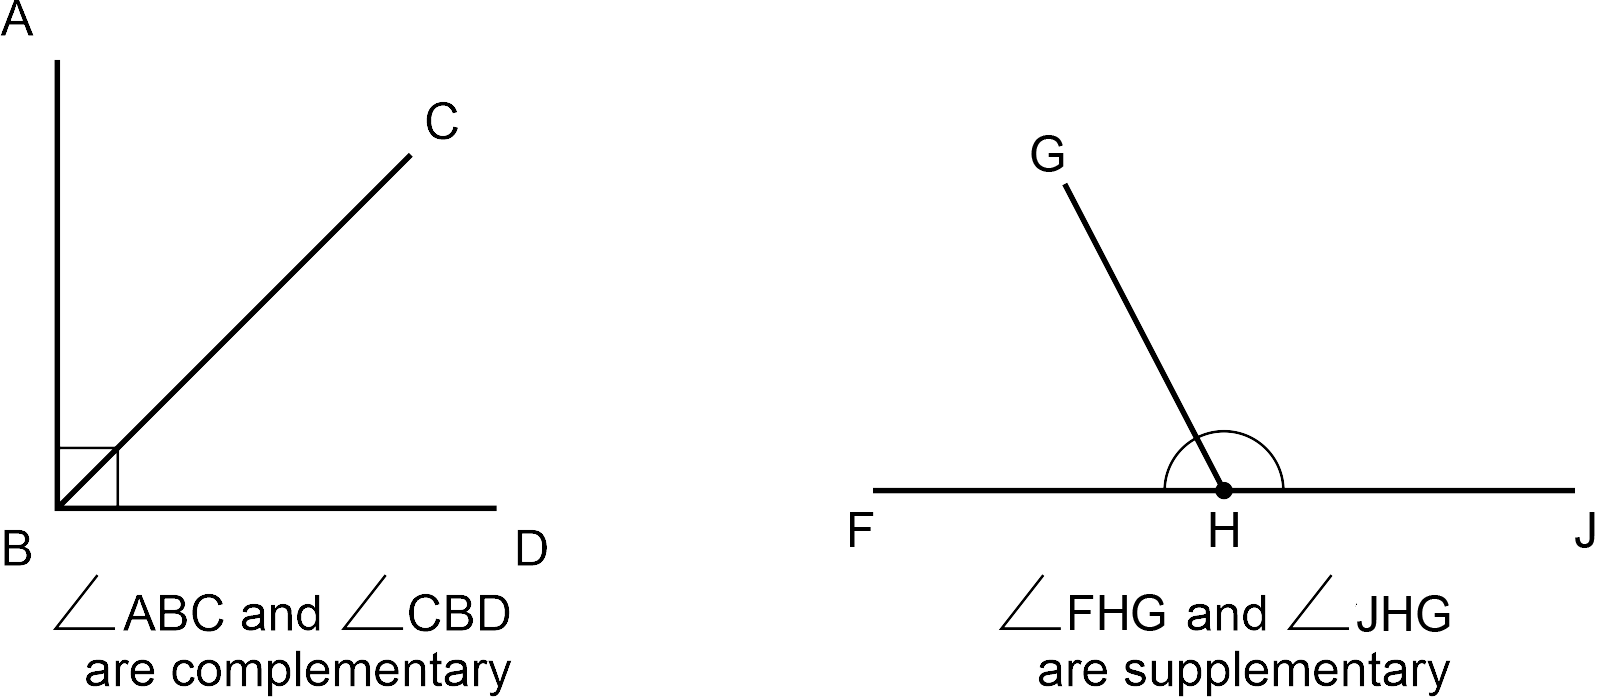 A
C
B
D
∠ABC and ∠CBD
are complementary
G
F
H
J
∠FHG and ∠JHG
are supplementary